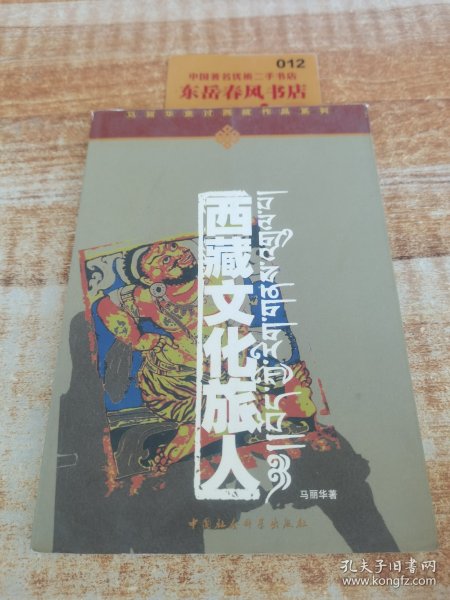 012
中国著名优秀二手书店
东岳春风书店
马丽华走过西藏作品系列
西藏文化旅人
马丽华著
中国社会科学出版社
孔夫子旧书网
www.kongfz.com